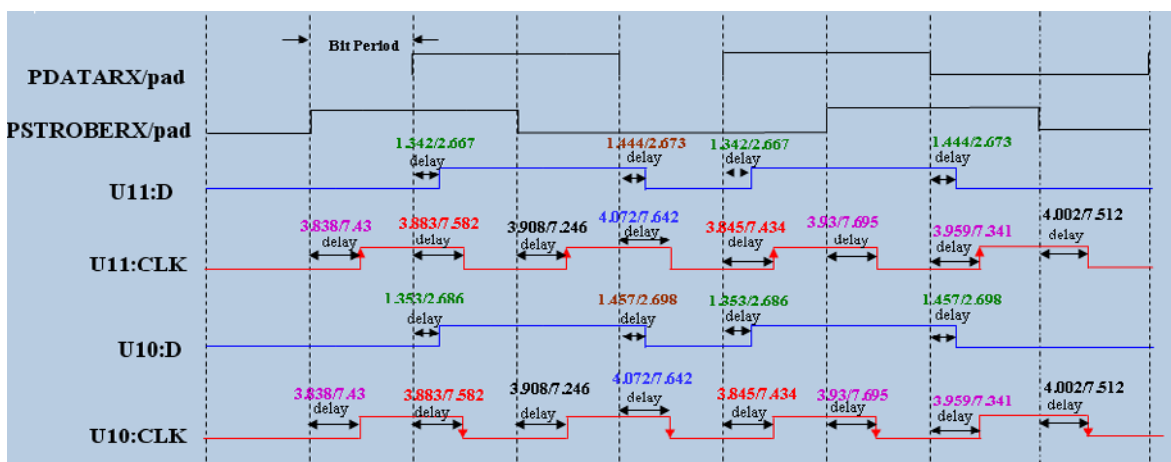 Bit Period
PDATARX/pad
PSTROBERX/pad
1.342/2.667 1.444/2.673 1.342/2.667 1.444/2.673
delay delay delay delay
U11:D
3.838/7.43 3.883/7.582 3.908/7.246 4.072/7.642 3.845/7.434 3.93/7.695 3.959/7.341 4.002/7.512
delay delay delay delay delay delay delay delay
U11:CLK
1.353/2.686 1.457/2.698 1.353/2.686 1.457/2.698
delay delay delay delay
U10:D
3.838/7.43 3.883/7.582 3.908/7.246 4.072/7.642 3.845/7.434 3.93/7.695 3.959/7.341 4.002/7.512
delay delay delay delay delay delay delay delay
U10:CLK